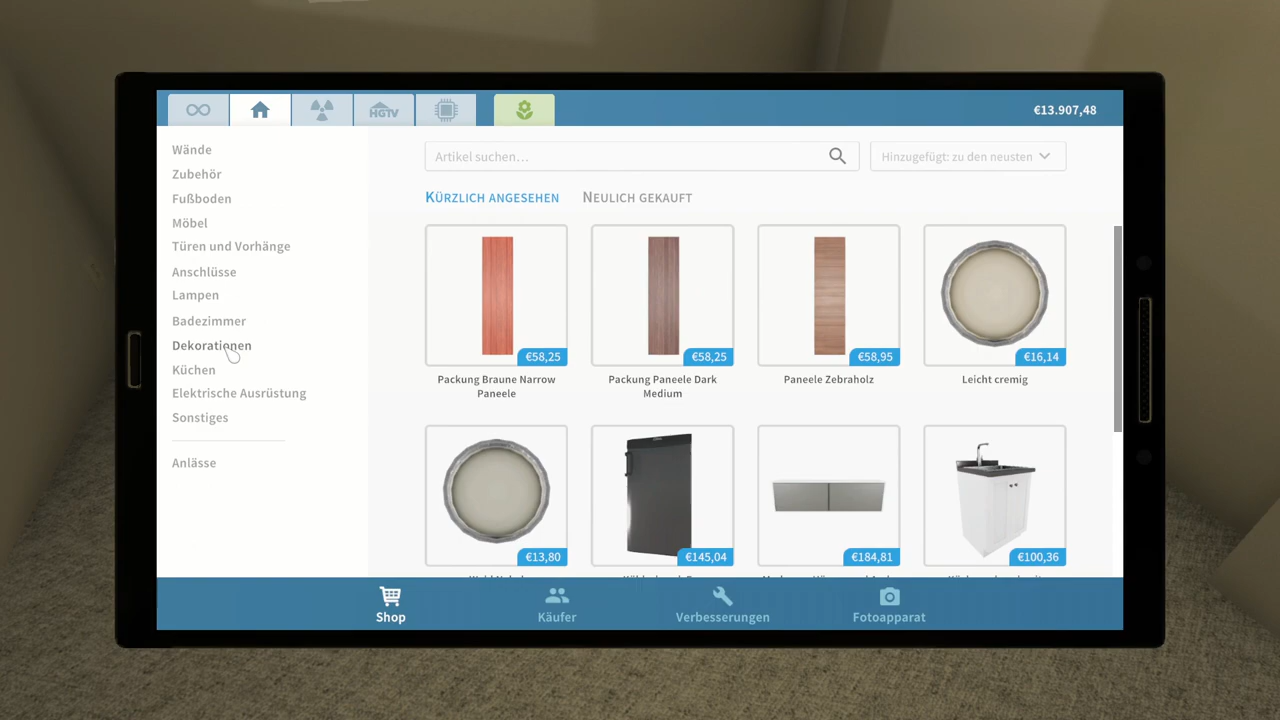 HGTV
€13.907,48
Wände
Zubehör
Fußboden
Möbel
Türen und Vorhänge
Anschlüsse
Lampen
Badezimmer
Dekorationen
Küchen
Elektrische Ausrüstung
Sonstiges
Anlässe
Artikel suchen...
Hinzugefügt: zu den neusten
KÜRZLICH ANGESEHEN
NEULICH GEKAUFT
€58,25
€58,25
€58,95
€16,14
Packung Braune Narrow
Paneele
Packung Paneele Dark
Medium
Paneele Zebraholz
Leicht cremig
€13,80
€145,04
€184,81
€100,36
Shop
Käufer
Verbesserungen
Fotoapparat